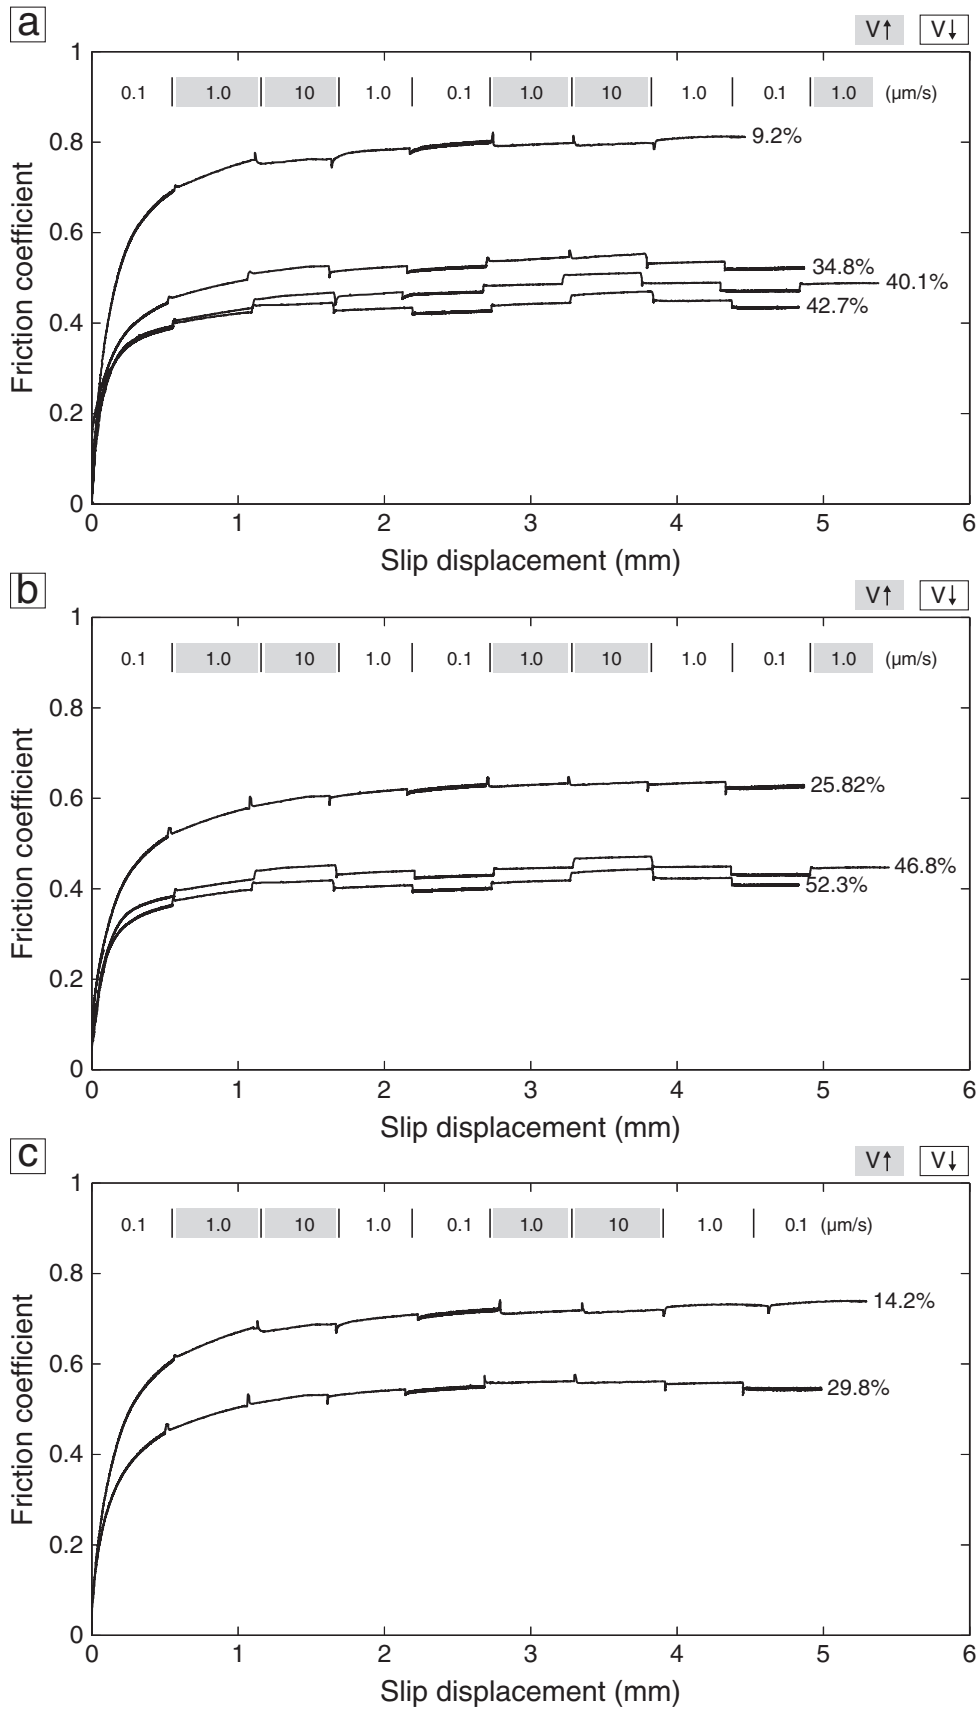 a
V↑ V↓
1
0.1 1.0 10 1.0 0.1 1.0 10 1.0 0.1 1.0 (µm/s)
0.8
9.2%
0.6
34.8%
40.1%
42.7%
0.4
0.2
0
0 1 2 3 4 5 6
Friction coefficient
Slip displacement (mm)
b
V↑ V↓
1
0.1 1.0 10 1.0 0.1 1.0 10 1.0 0.1 1.0 (µm/s)
0.8
25.82%
0.6
46.8%
52.3%
0.4
0.2
0
0 1 2 3 4 5 6
Friction coefficient
Slip displacement (mm)
c
V↑ V↓
1
0.1 1.0 10 1.0 0.1 1.0 10 1.0 0.1 (µm/s)
0.8
14.2%
0.6
29.8%
0.4
0.2
0
0 1 2 3 4 5 6
Friction coefficient
Slip displacement (mm)